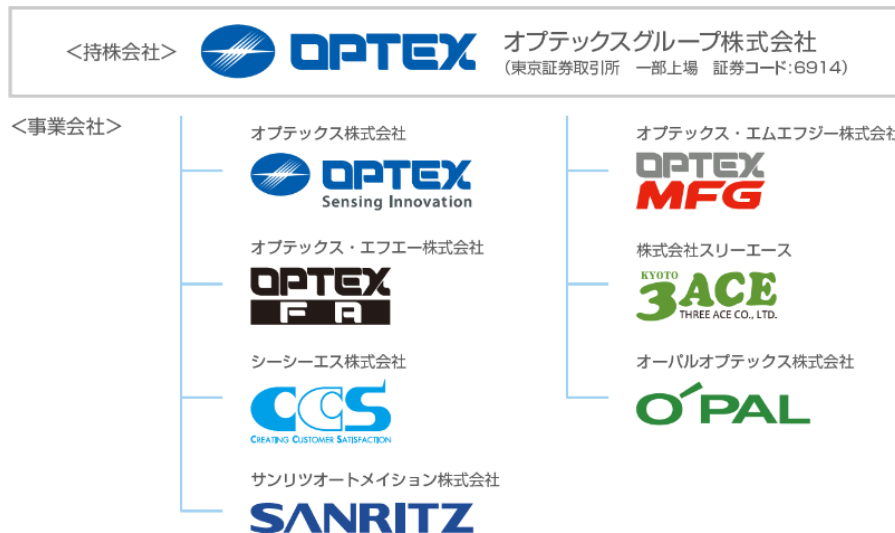 <持株会社>
OPTEX
オプテックスグループ株式会社
(東京証券取引所 一部上場 証券コード:6914)
<事業会社>
オプテックス株式会社
OPTEX
Sensing Innovation
オプテックス・エフエー株式会社
OPTEX
FA
シーシーエス株式会社
CCS
CREATING CUSTOMER SATISFACTION
サンリツオートメイション株式会社
SANRITZ
オプテックス・エムエフジー株式会社
OPTEX
MFG
株式会社スリーエース
KYOTO
3ACE
THREE ACE CO., LTD.
オーパルオプテックス株式会社
O'PAL